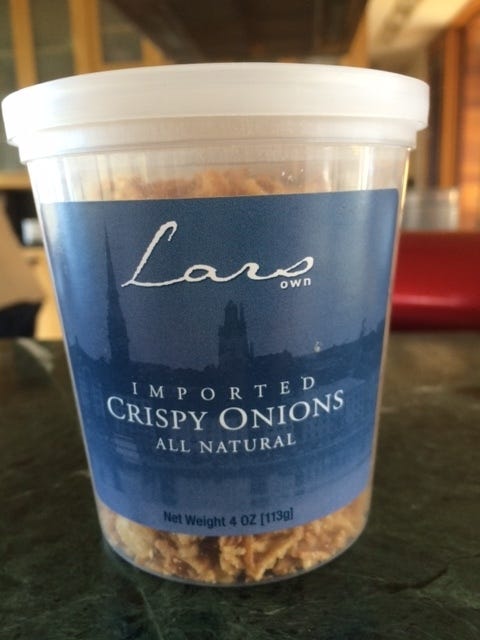 Lars
own
IMPORTED
CRISPY ONIONS
ALL NATURAL
Net Weight 4 OZ [113g]